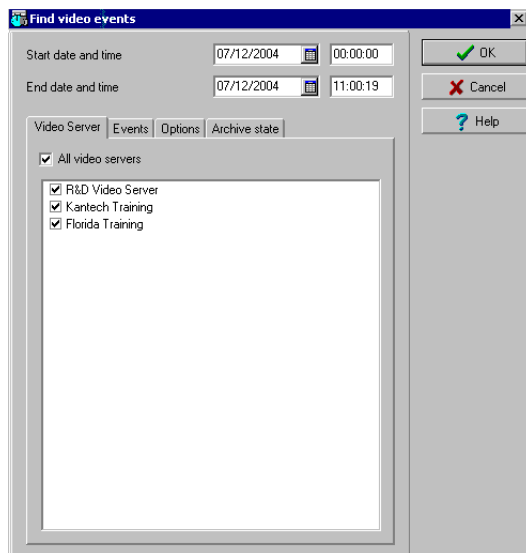 Find video events
Start date and time 07/12/2004 00:00:00
End date and time 07/12/2004 11:00:19
OK
Cancel
Help
Video Server Events Options Archive state
All video servers
R&D Video Server
Kantech Training
Florida Training